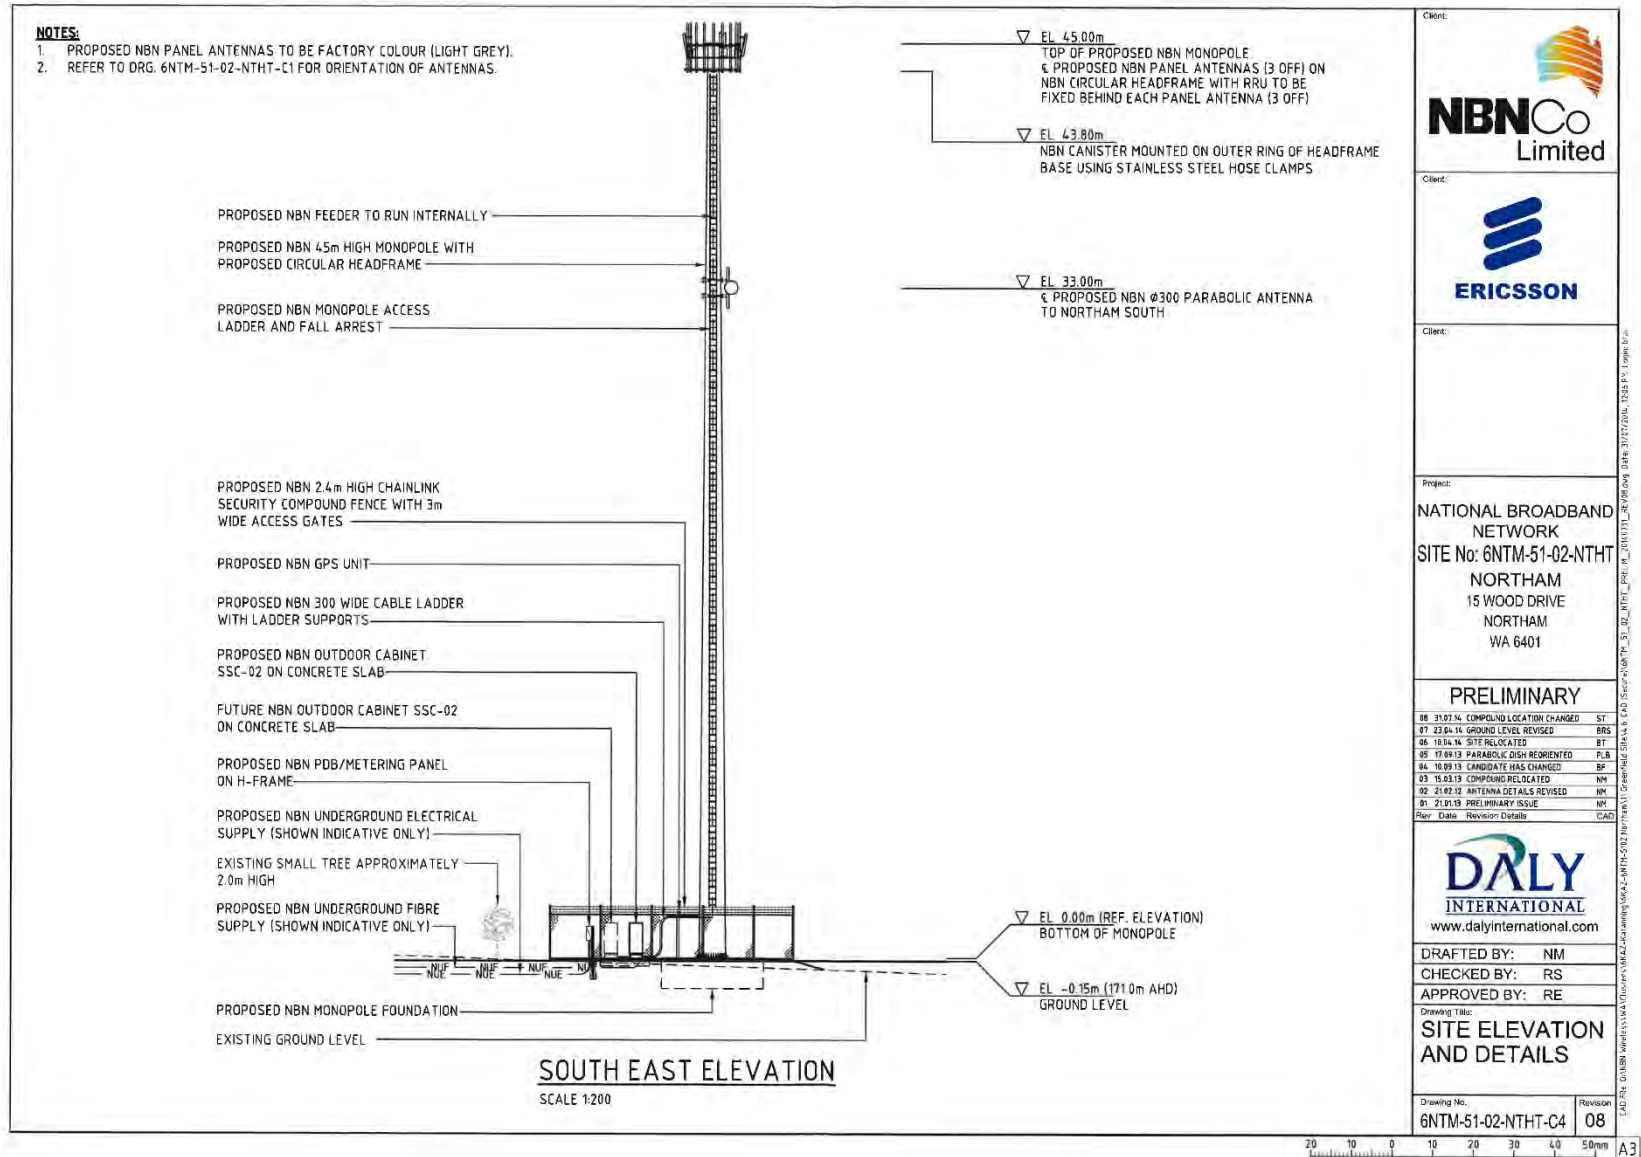 NOTES:
1. PROPOSED NBN PANEL ANTENNAS TO BE FACTORY COLOUR (LIGHT GREY).
2. REFER TO DRG. 6NTM-51-02-NTHT-C1 FOR ORIENTATION OF ANTENNAS.
EL 45.00m
TOP OF PROPOSED NBN MONOPOLE
℄ PROPOSED NBN PANEL ANTENNAS (3 OFF) ON
NBN CIRCULAR HEADFRAME WITH RRU TO BE
FIXED BEHIND EACH PANEL ANTENNA (3 OFF)
EL 43.80m
NBN CANISTER MOUNTED ON OUTER RING OF HEADFRAME
BASE USING STAINLESS STEEL HOSE CLAMPS
PROPOSED NBN FEEDER TO RUN INTERNALLY
PROPOSED NBN 45m HIGH MONOPOLE WITH
PROPOSED CIRCULAR HEADFRAME
EL 33.00m
℄ PROPOSED NBN Ø300 PARABOLIC ANTENNA
TO NORTHAM SOUTH
PROPOSED NBN MONOPOLE ACCESS
LADDER AND FALL ARREST
PROPOSED NBN 2.4m HIGH CHAINLINK
SECURITY COMPOUND FENCE WITH 3m
WIDE ACCESS GATES
PROPOSED NBN GPS UNIT
PROPOSED NBN 300 WIDE CABLE LADDER
WITH LADDER SUPPORTS
PROPOSED NBN OUTDOOR CABINET
SSC-02 ON CONCRETE SLAB
FUTURE NBN OUTDOOR CABINET SSC-02
ON CONCRETE SLAB
PROPOSED NBN PDB/METERING PANEL
ON H-FRAME
PROPOSED NBN UNDERGROUND ELECTRICAL
SUPPLY (SHOWN INDICATIVE ONLY)
EXISTING SMALL TREE APPROXIMATELY
2.0m HIGH
PROPOSED NBN UNDERGROUND FIBRE
SUPPLY (SHOWN INDICATIVE ONLY)
NUF NUF NUF NU
NUE NUE NUE
EL 0.00m (REF. ELEVATION)
BOTTOM OF MONOPOLE
EL -0.15m (171.0m AHD)
GROUND LEVEL
PROPOSED NBN MONOPOLE FOUNDATION
EXISTING GROUND LEVEL
SOUTH EAST ELEVATION
SCALE 1:200
Client:
NBNCo
Limited
Client:
ERICSSON
Client:
Project:
NATIONAL BROADBAND
NETWORK
SITE No: 6NTM-51-02-NTHT
NORTHAM
15 WOOD DRIVE
NORTHAM
WA 6401
PRELIMINARY
08 31.07.14 COMPOUND LOCATION CHANGED ST
07 23.04.14 GROUND LEVEL REVISED BRS
06 10.04.14 SITE RELOCATED BT
05 17.09.13 PARABOLIC DISH REORIENTED PLB
04 10.09.13 CANDIDATE HAS CHANGED BF
03 15.03.13 COMPOUND RELOCATED NM
02 21.02.12 ANTENNA DETAILS REVISED NM
01 21.01.13 PRELIMINARY ISSUE NM
Rev Date Revision Details CAD
DALY
INTERNATIONAL
www.dalyinternational.com
DRAFTED BY: NM
CHECKED BY: RS
APPROVED BY: RE
Drawing Title:
SITE ELEVATION
AND DETAILS
Drawing No. Revision
6NTM-51-02-NTHT-C4 08
20 10 0 10 20 30 40 50mm A3